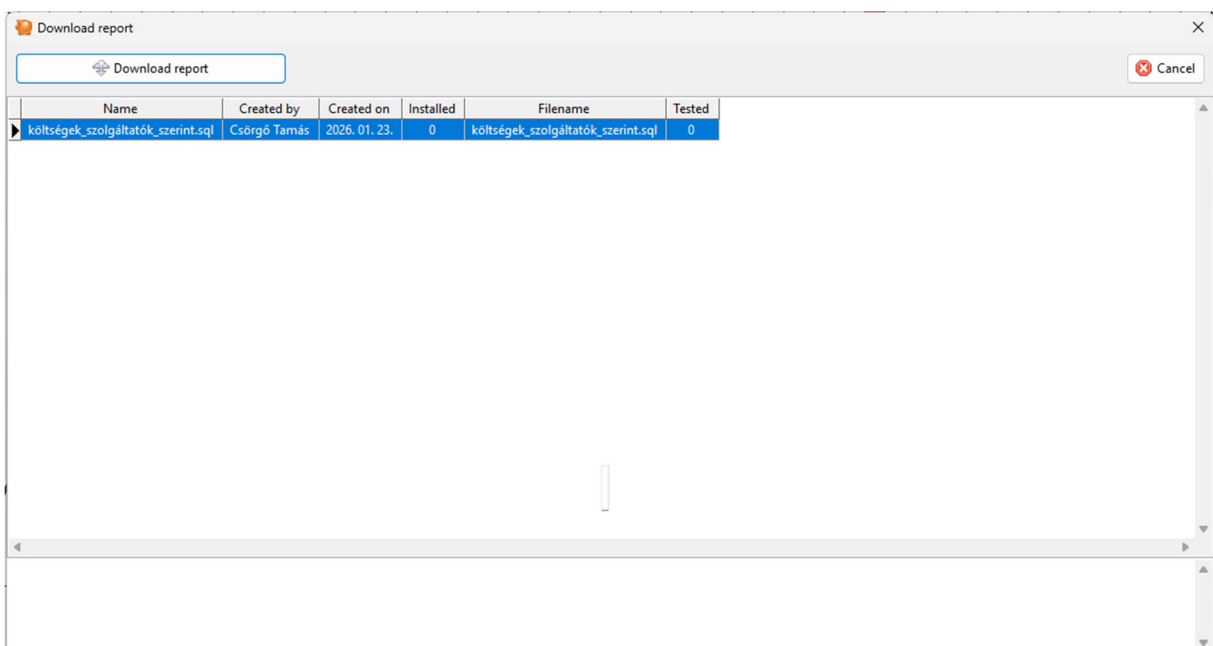 Download report
Download report
Cancel
Name Created by Created on Installed Filename Tested
költségek_szolgáltatók_szerint.sql Csörgő Tamás 2026. 01. 23. 0 költségek_szolgáltatók_szerint.sql 0